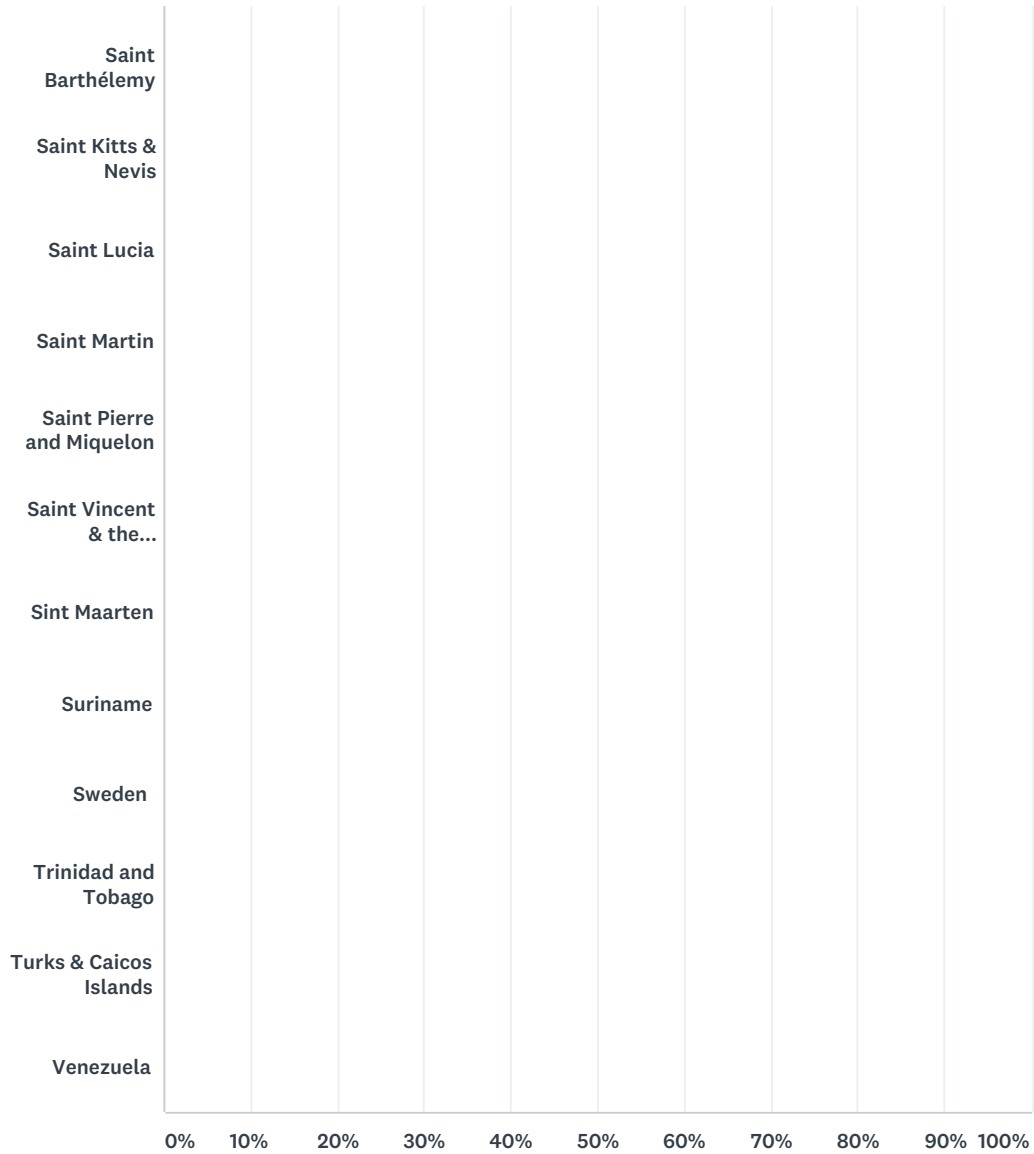 Saint
Barthélemy
Saint Kitts &
Nevis
Saint Lucia
Saint Martin
Saint Pierre
and Miquelon
Saint Vincent
& the...
Sint Maarten
Suriname
Sweden
Trinidad and
Tobago
Turks & Caicos
Islands
Venezuela
0% 10% 20% 30% 40% 50% 60% 70% 80% 90% 100%